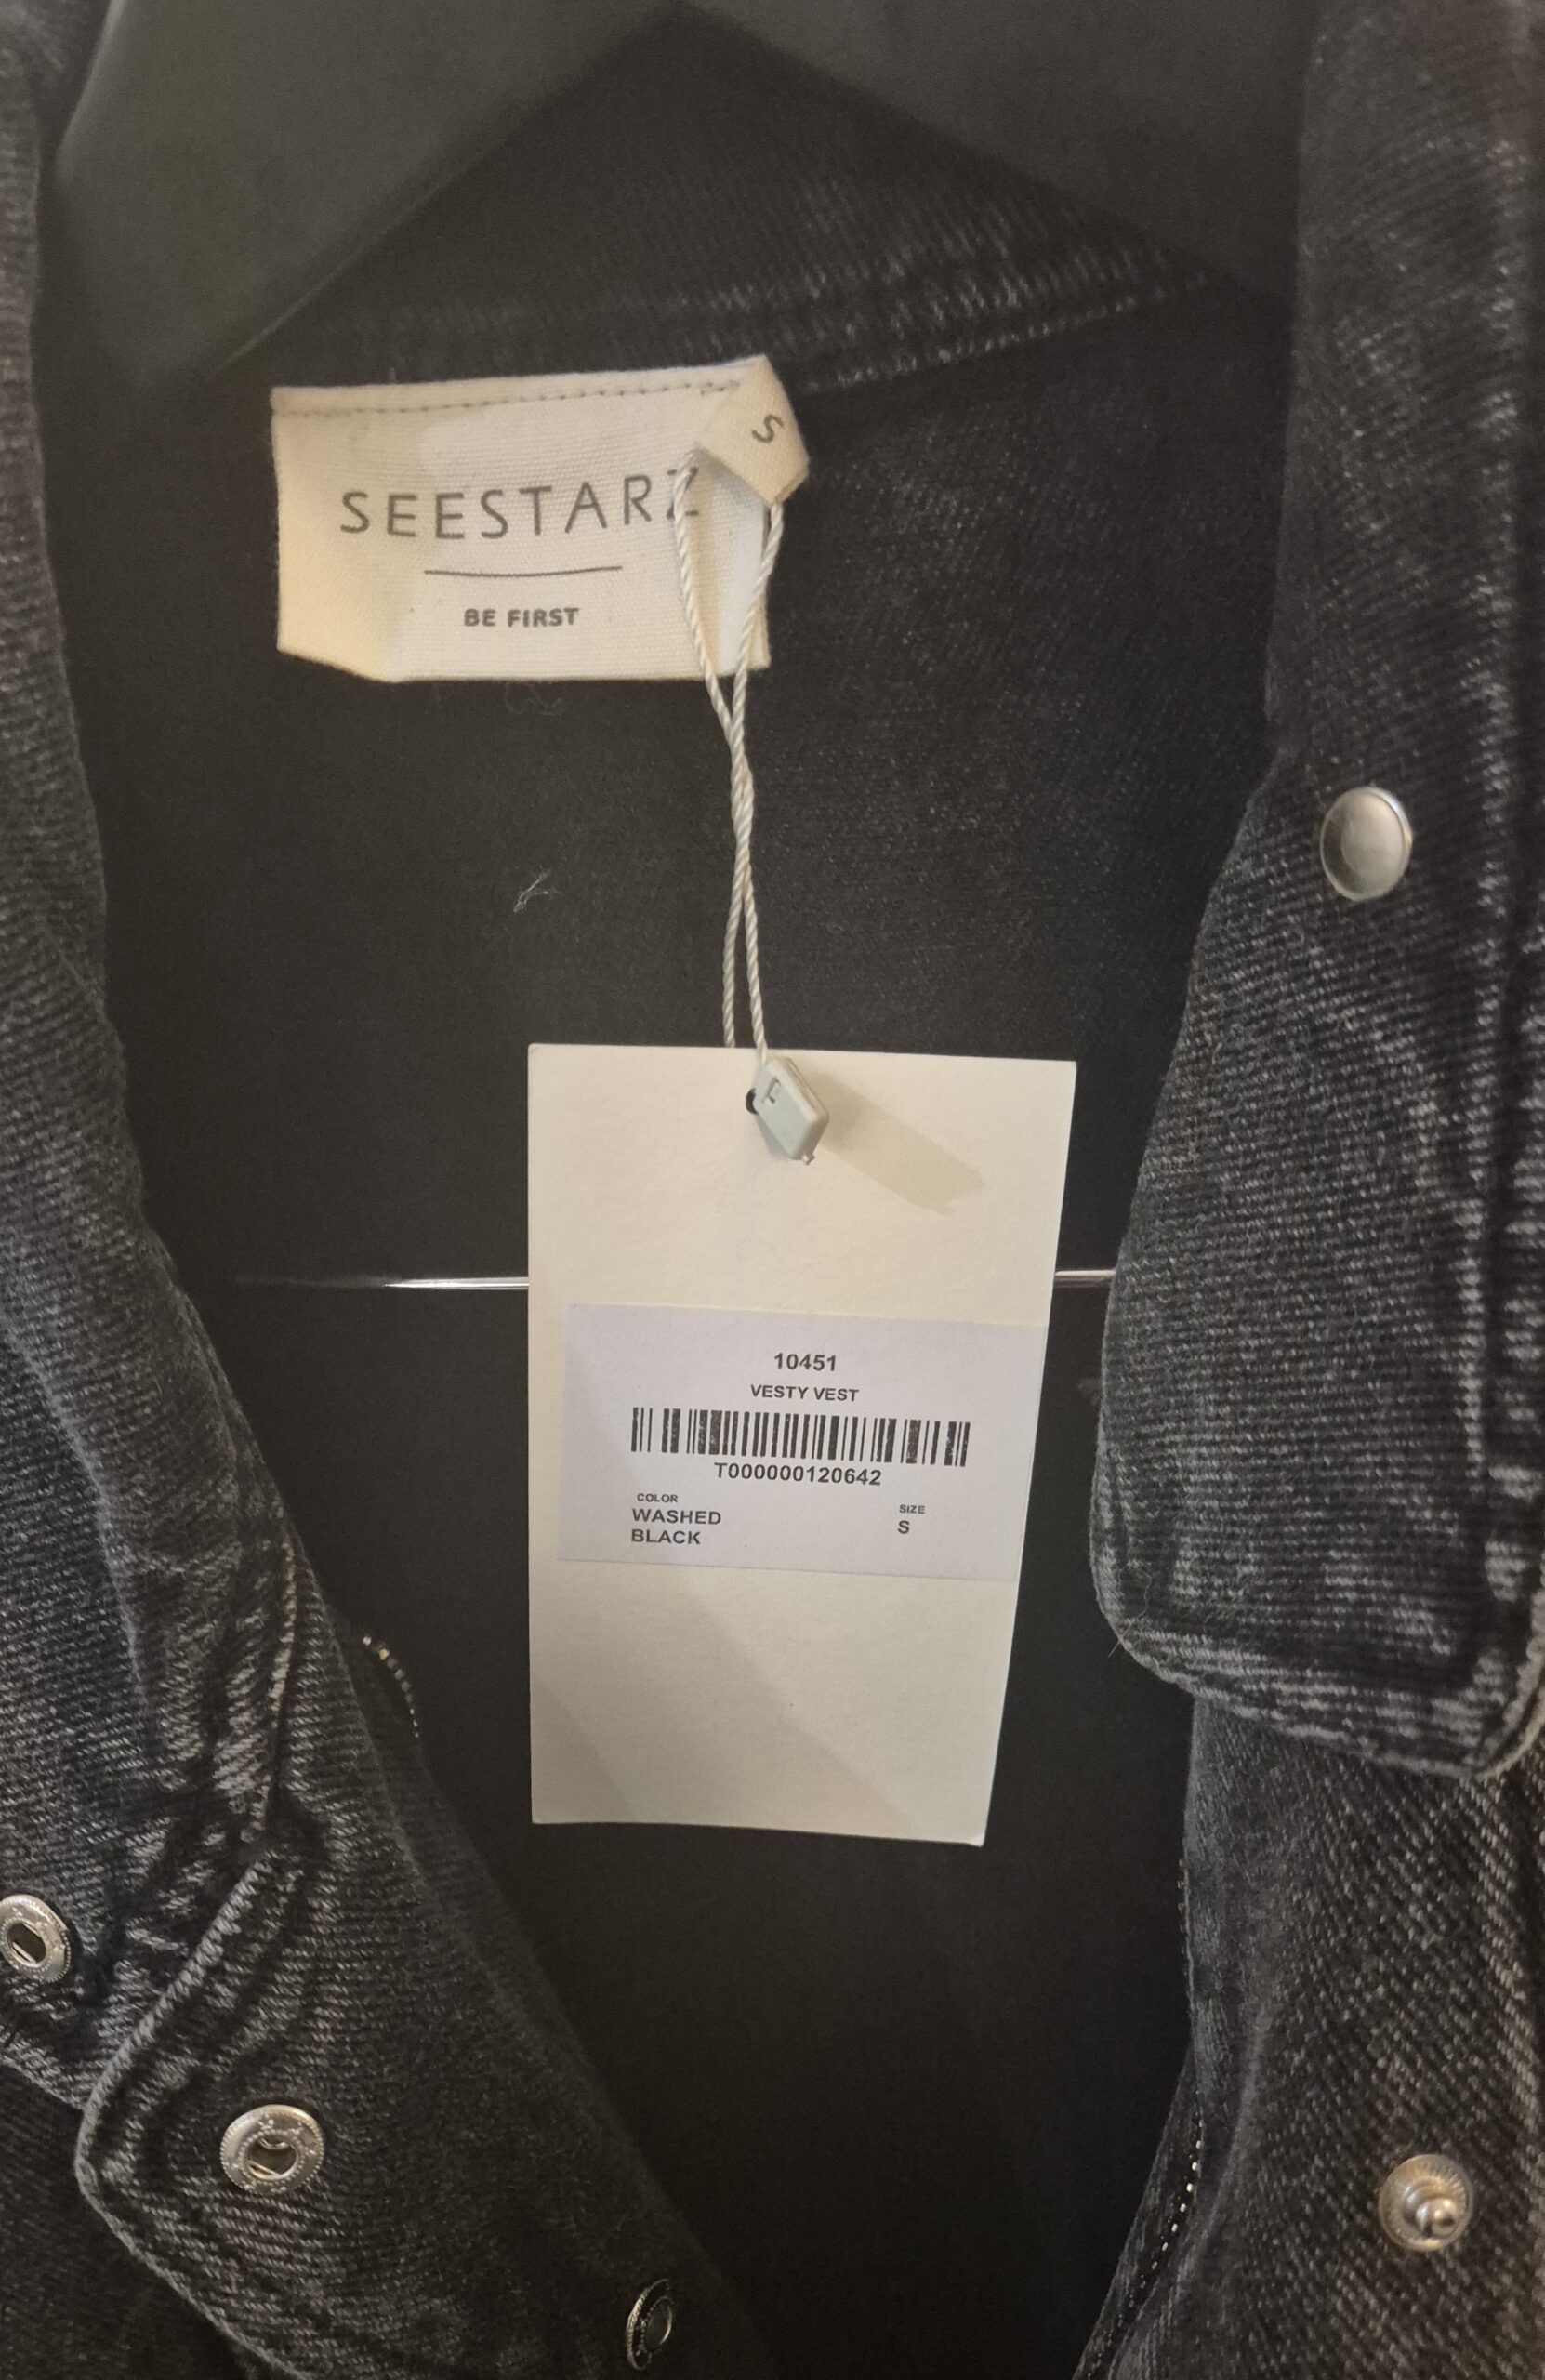 S
SEESTARZ
BE FIRST
10451
VESTY VEST
T000000120642
COLOR
WASHED
BLACK
SIZE
S